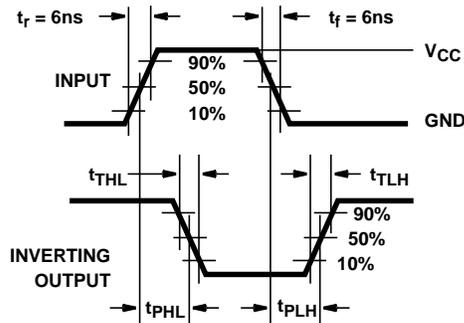 tr = 6ns
tf = 6ns
VCC
90%
INPUT
50%
10%
GND
tTHL
tTLH
90%
INVERTING
50%
OUTPUT
10%
tPHL
tPLH